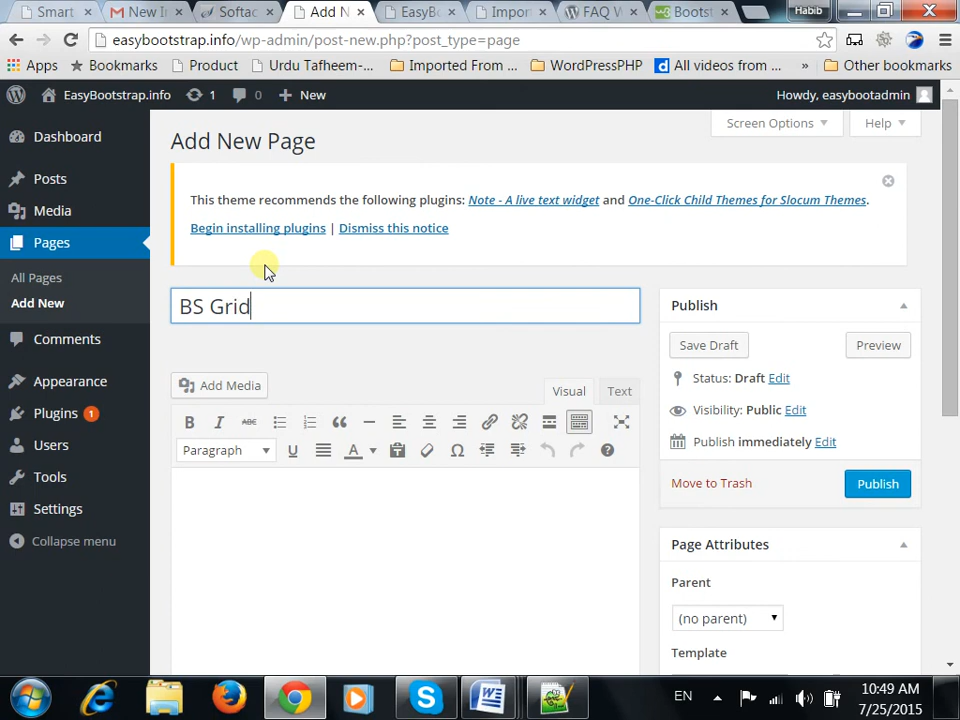 Smart
New In
Softac
Add N
EasyBo
Impor
FAQ W
Bootst
Habib
easybootstrap.info/wp-admin/post-new.php?post_type=page
Apps
Bookmarks
Product
Urdu Tafheem-...
Imported From ...
WordPressPHP
All videos from ...
»
Other bookmarks
EasyBootstrap.info
1
0
New
Howdy, easybootadmin
Dashboard
Posts
Media
Pages
All Pages
Add New
Comments
Appearance
Plugins 1
Users
Tools
Settings
Collapse menu
Screen Options
Help
Add New Page
This theme recommends the following plugins: Note - A live text widget and One-Click Child Themes for Slocum Themes.
Begin installing plugins | Dismiss this notice
BS Grid
Add Media
Visual
Text
B I ABC
Paragraph
U
A
Publish
Save Draft
Preview
Status: Draft Edit
Visibility: Public Edit
Publish immediately Edit
Move to Trash
Publish
Page Attributes
Parent
(no parent)
Template
EN
10:49 AM
7/25/2015